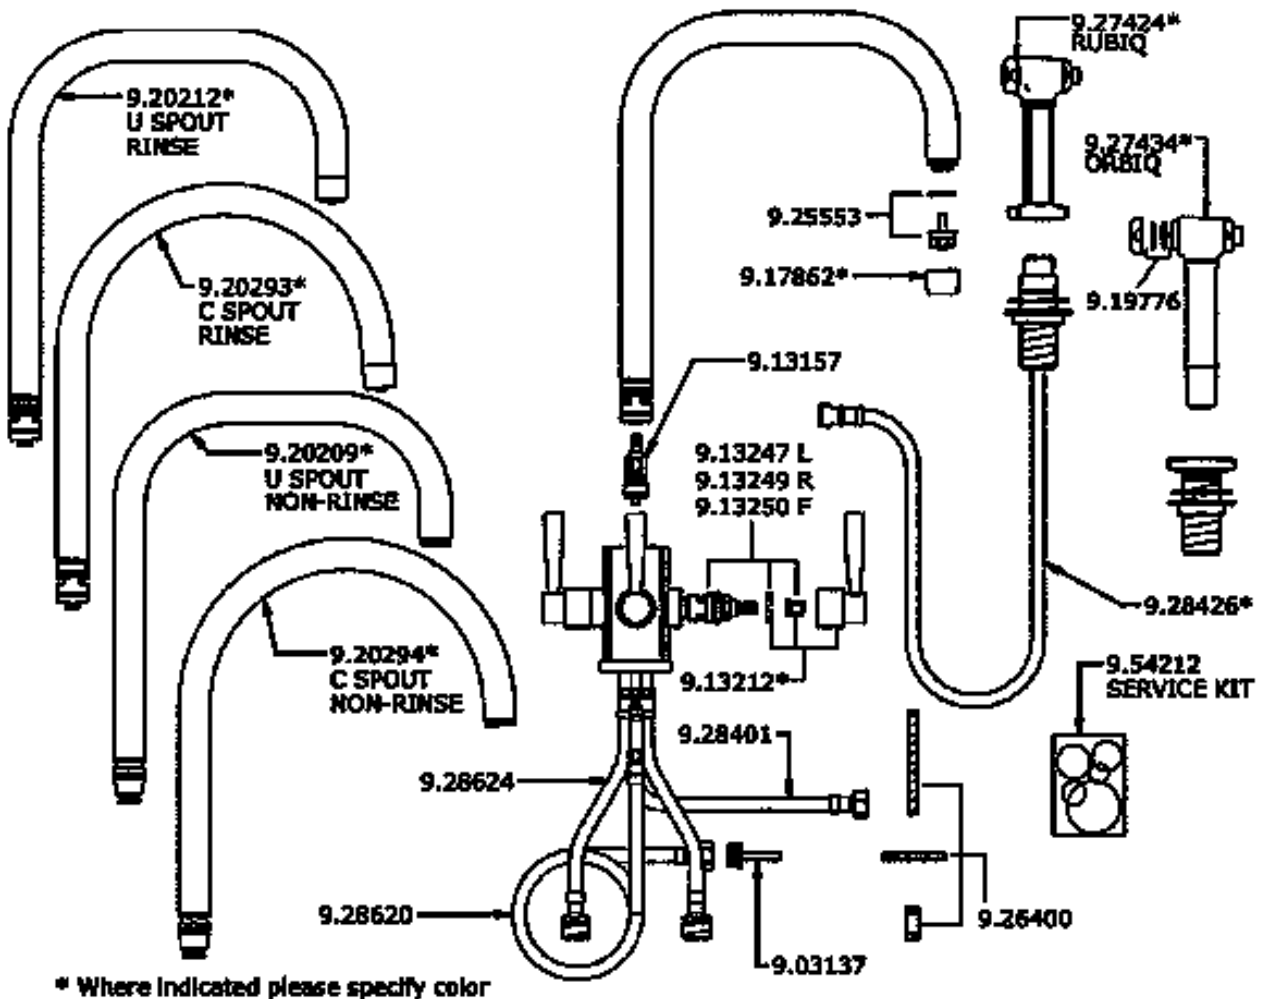 9.27424*
RUBIQ
9.20212*
U SPOUT
RINSE
9.27434*
ORBIQ
9.25553
9.17862*
9.19776
9.20293*
C SPOUT
RINSE
9.13157
9.20209*
U SPOUT
NON-RINSE
9.13247 L
9.13249 R
9.13250 F
9.28426*
9.20294*
C SPOUT
NON-RINSE
9.13212*
9.54212
SERVICE KIT
9.28401
9.28624
9.28620
9.26400
9.03137
* Where indicated please specify color